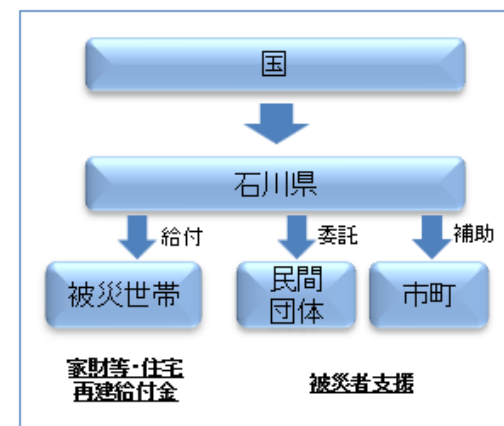 国
石川県
給付
委託
補助
被災世帯
民間
団体
市町
家財等・住宅
再建給付金
被災者支援